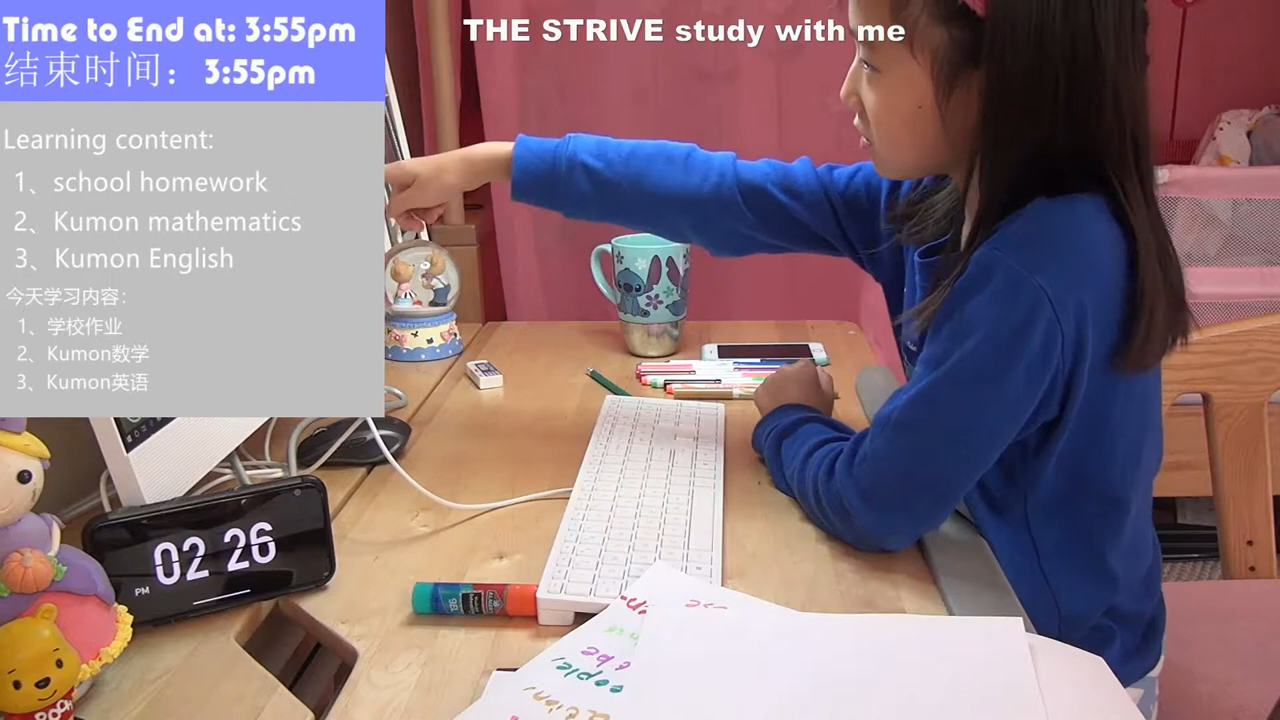 Time to End at: 3:55pm
结束时间：3:55pm
THE STRIVE study with me
Learning content:
1、school homework
2、Kumon mathematics
3、Kumon English
今天学习内容：
1、学校作业
2、Kumon数学
3、Kumon英语
PM 02 26
be
POOH